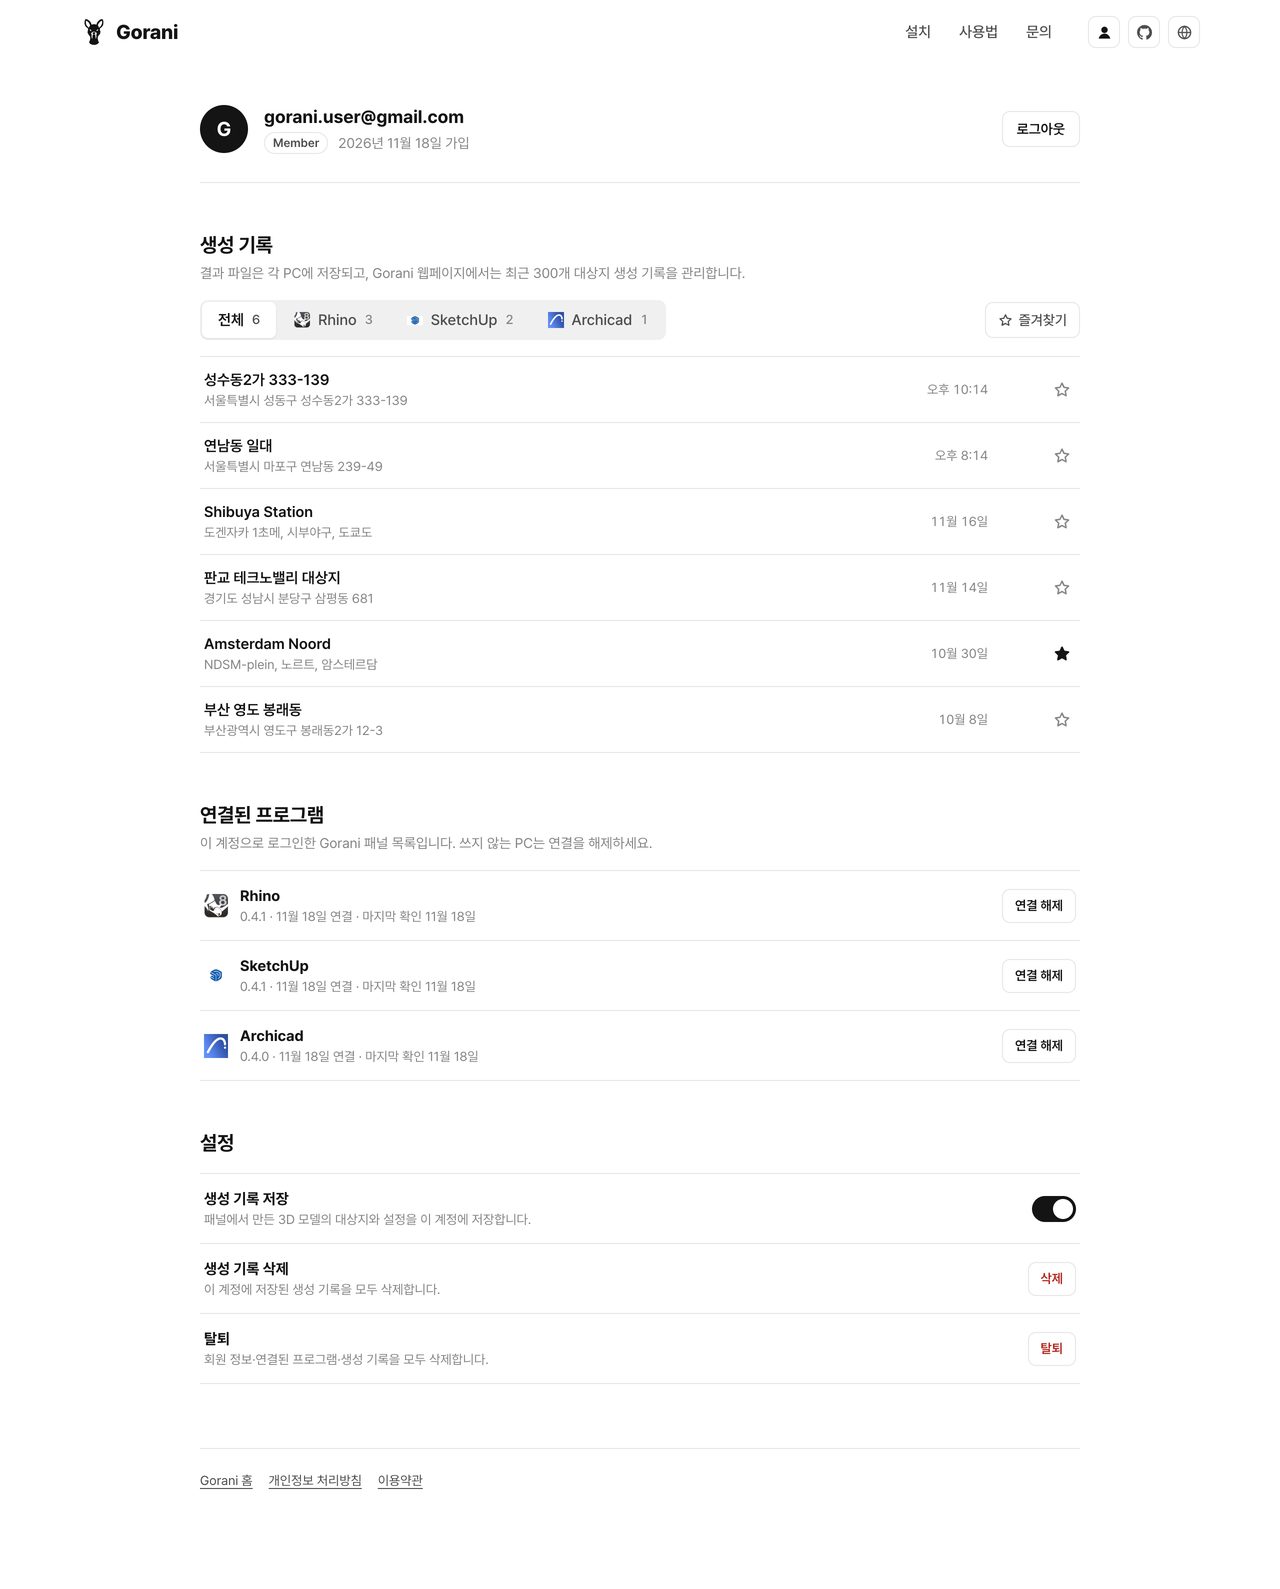 Gorani
설치
사용법
문의
G
gorani.user@gmail.com
Member 2026년 11월 18일 가입
로그아웃
생성 기록
결과 파일은 각 PC에 저장되고, Gorani 웹페이지에서는 최근 300개 대상지 생성 기록을 관리합니다.
전체 6
Rhino 3
SketchUp 2
Archicad 1
즐겨찾기
성수동2가 333-139
서울특별시 성동구 성수동2가 333-139
오후 10:14
연남동 일대
서울특별시 마포구 연남동 239-49
오후 8:14
Shibuya Station
도겐자카 1초메, 시부야구, 도쿄도
11월 16일
판교 테크노밸리 대상지
경기도 성남시 분당구 삼평동 681
11월 14일
Amsterdam Noord
NDSM-plein, 노르트, 암스테르담
10월 30일
부산 영도 봉래동
부산광역시 영도구 봉래동2가 12-3
10월 8일
연결된 프로그램
이 계정으로 로그인한 Gorani 패널 목록입니다. 쓰지 않는 PC는 연결을 해제하세요.
Rhino
0.4.1 · 11월 18일 연결 · 마지막 확인 11월 18일
연결 해제
SketchUp
0.4.1 · 11월 18일 연결 · 마지막 확인 11월 18일
연결 해제
Archicad
0.4.0 · 11월 18일 연결 · 마지막 확인 11월 18일
연결 해제
설정
생성 기록 저장
패널에서 만든 3D 모델의 대상지와 설정을 이 계정에 저장합니다.
생성 기록 삭제
이 계정에 저장된 생성 기록을 모두 삭제합니다.
삭제
탈퇴
회원 정보·연결된 프로그램·생성 기록을 모두 삭제합니다.
탈퇴
Gorani 홈
개인정보 처리방침
이용약관